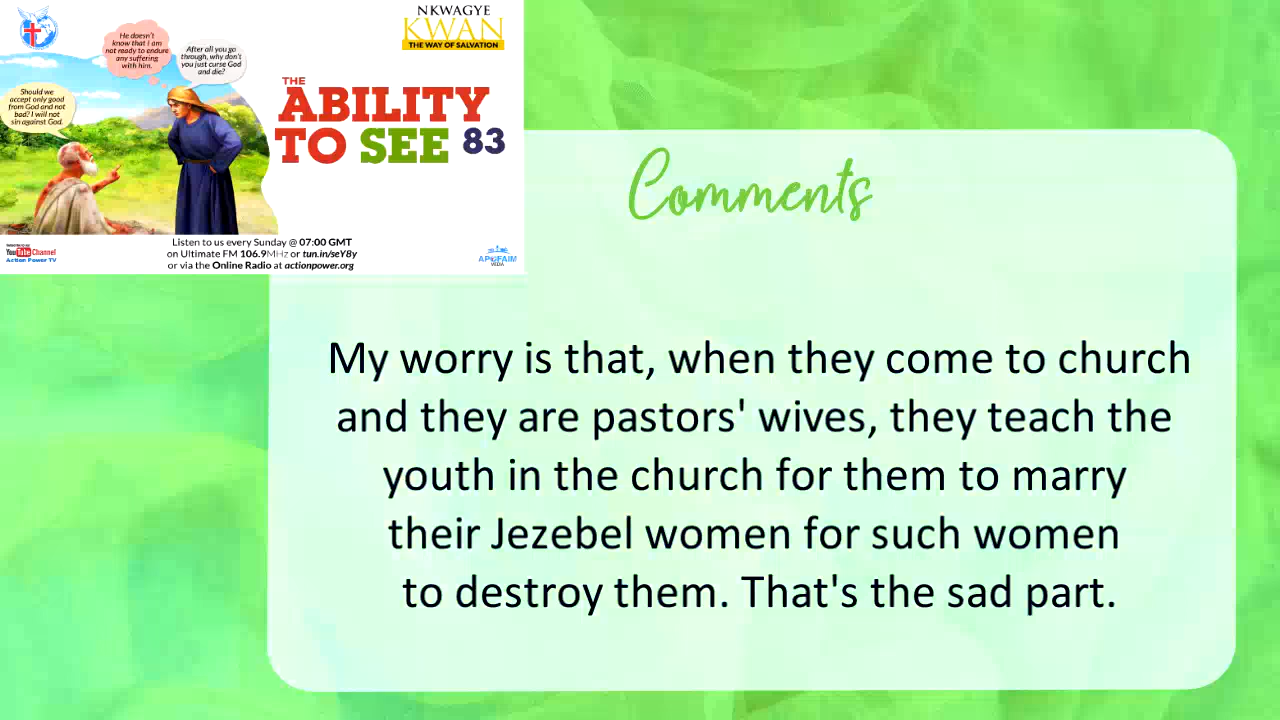 NKWAGYE
KWAN
THE WAY OF SALVATION
He doesn't
know that I am
not ready to endure
any suffering
with him.
After all you go
through, why don't
you just curse God
and die?
Should we
accept only good
from God and not
bad? I will not
sin against God.
THE
ABILITY
TO SEE 83
Listen to us every Sunday @ 07:00 GMT
on Ultimate FM 106.9MHz or tun.in/seY8y
or via the Online Radio at actionpower.org
YouTube Channel
Action Power TV
MEDIA
Comments
My worry is that, when they come to church
and they are pastors' wives, they teach the
youth in the church for them to marry
their Jezebel women for such women
to destroy them. That's the sad part.